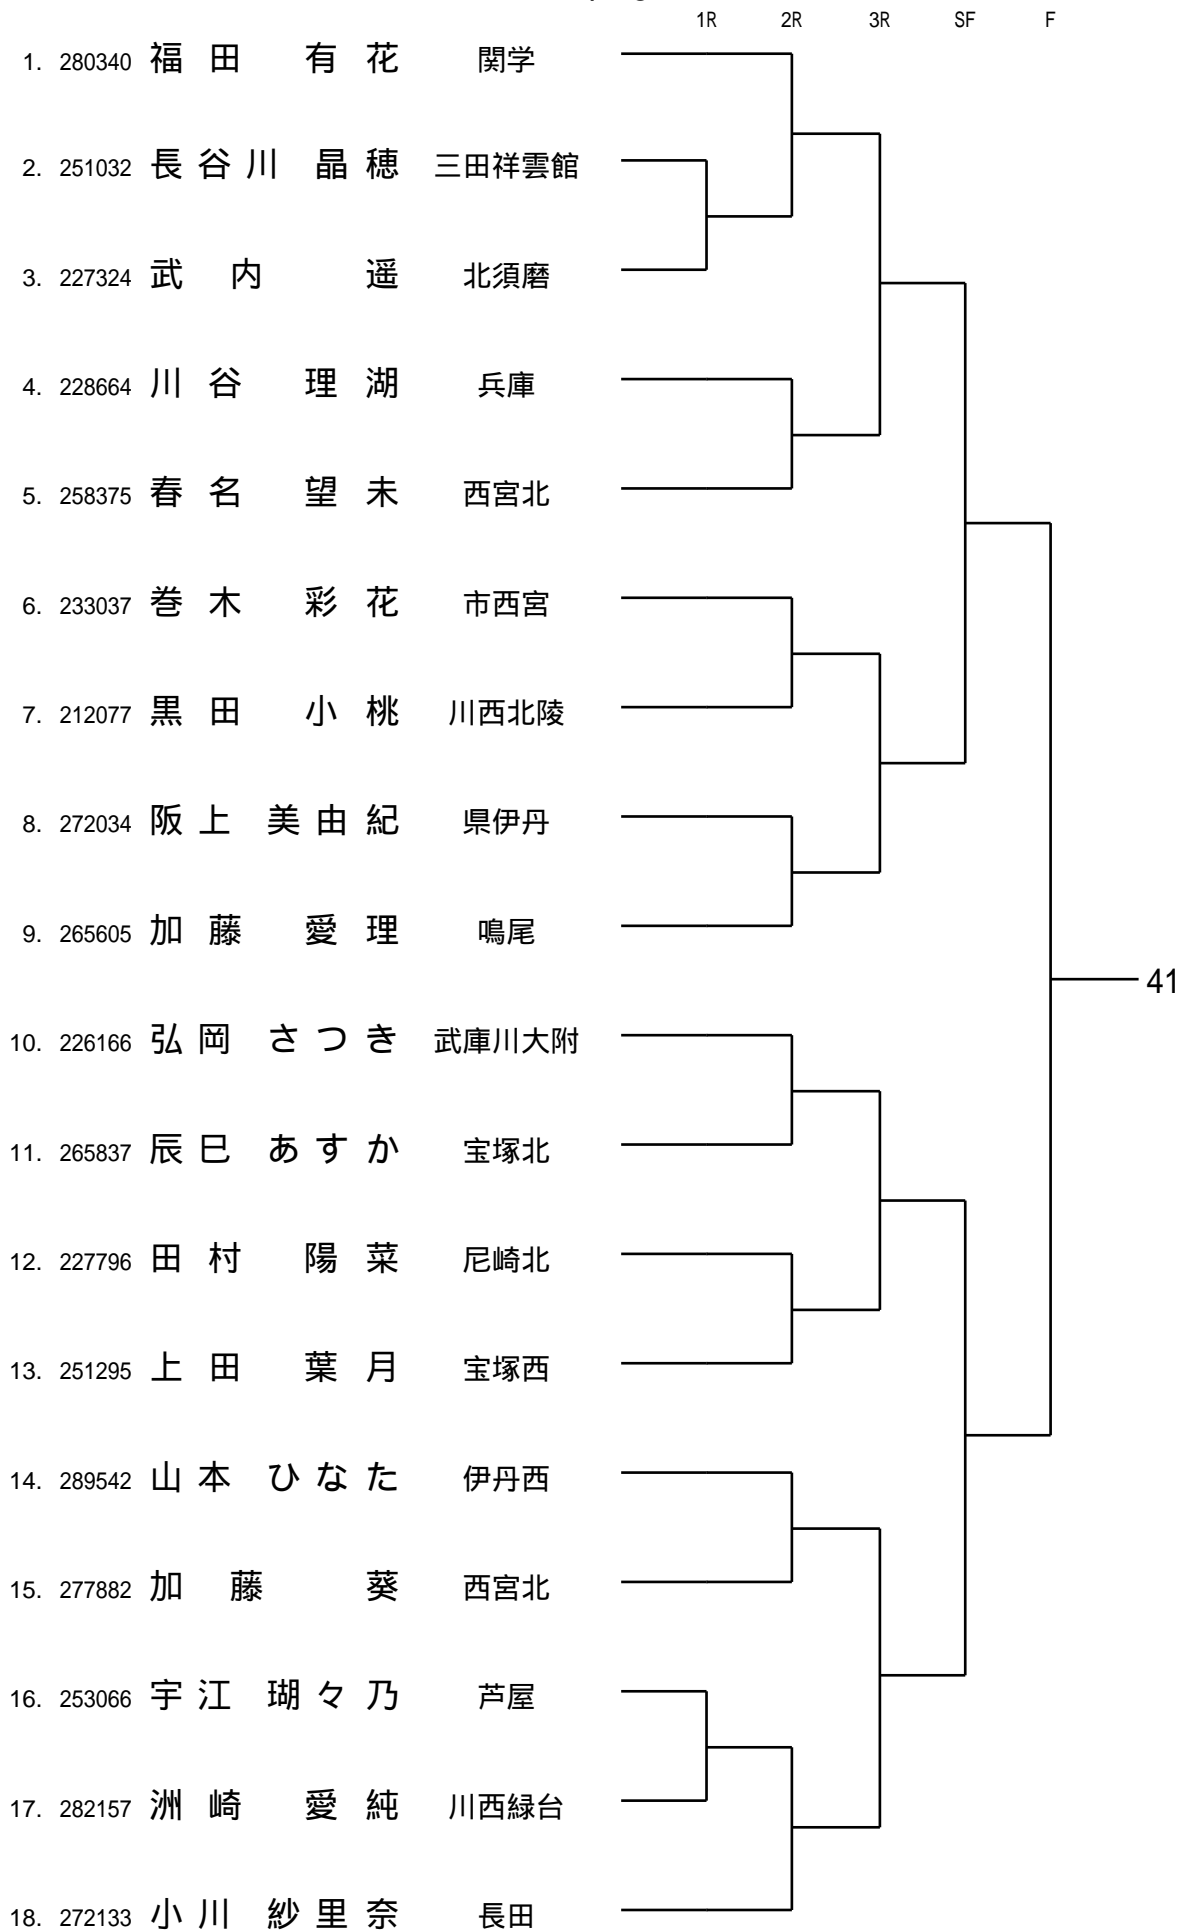 1R 2R 3R SF F
1. 280340 福田 有花 関学
2. 251032 長谷川 晶穂 三田祥雲館
3. 227324 武内 遥 北須磨
4. 228664 川谷 理湖 兵庫
5. 258375 春名 望未 西宮北
6. 233037 巻木 彩花 市西宮
7. 212077 黒田 小桃 川西北陵
8. 272034 阪上 美由紀 県伊丹
9. 265605 加藤 愛理 鳴尾
41
10. 226166 弘岡 さつき 武庫川大附
11. 265837 辰巳 あすか 宝塚北
12. 227796 田村 陽菜 尼崎北
13. 251295 上田 葉月 宝塚西
14. 289542 山本 ひなた 伊丹西
15. 277882 加藤 葵 西宮北
16. 253066 宇江 瑚々乃 芦屋
17. 282157 洲崎 愛純 川西緑台
18. 272133 小川 紗里奈 長田